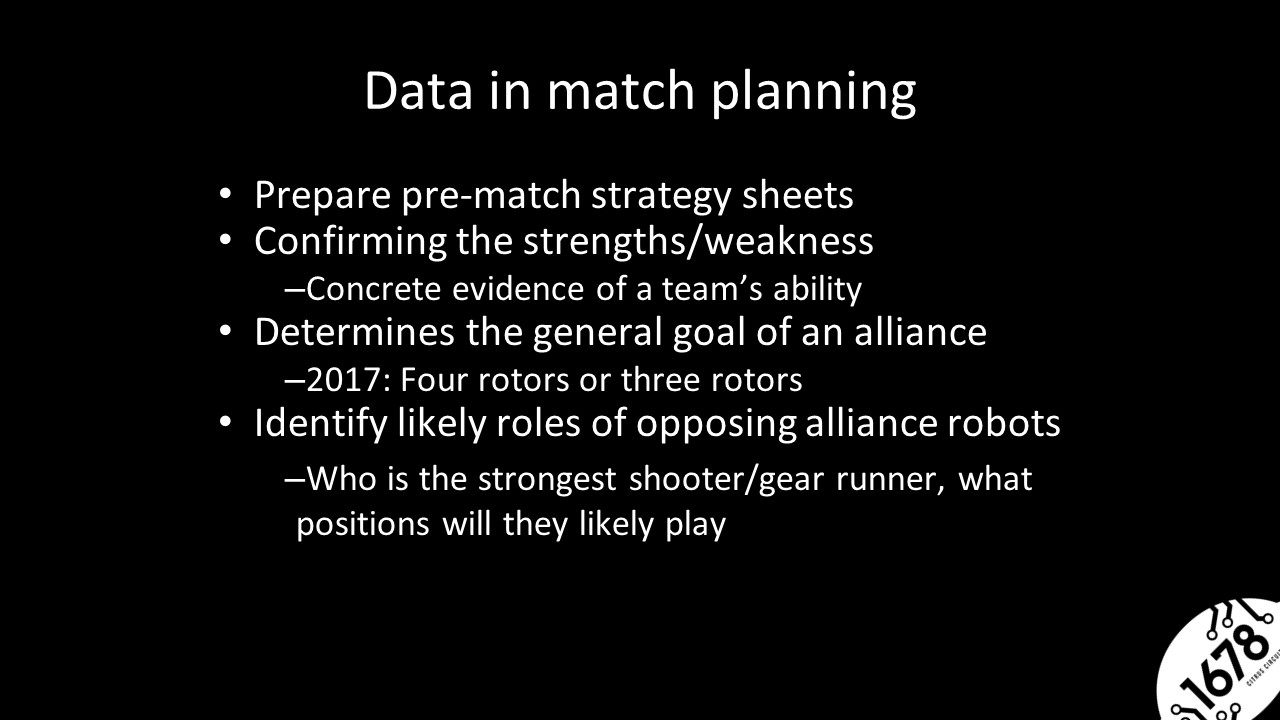 Data in match planning
• Prepare pre-match strategy sheets
• Confirming the strengths/weakness
–Concrete evidence of a team’s ability
• Determines the general goal of an alliance
–2017: Four rotors or three rotors
• Identify likely roles of opposing alliance robots
–Who is the strongest shooter/gear runner, what
positions will they likely play
1678
CITRUS